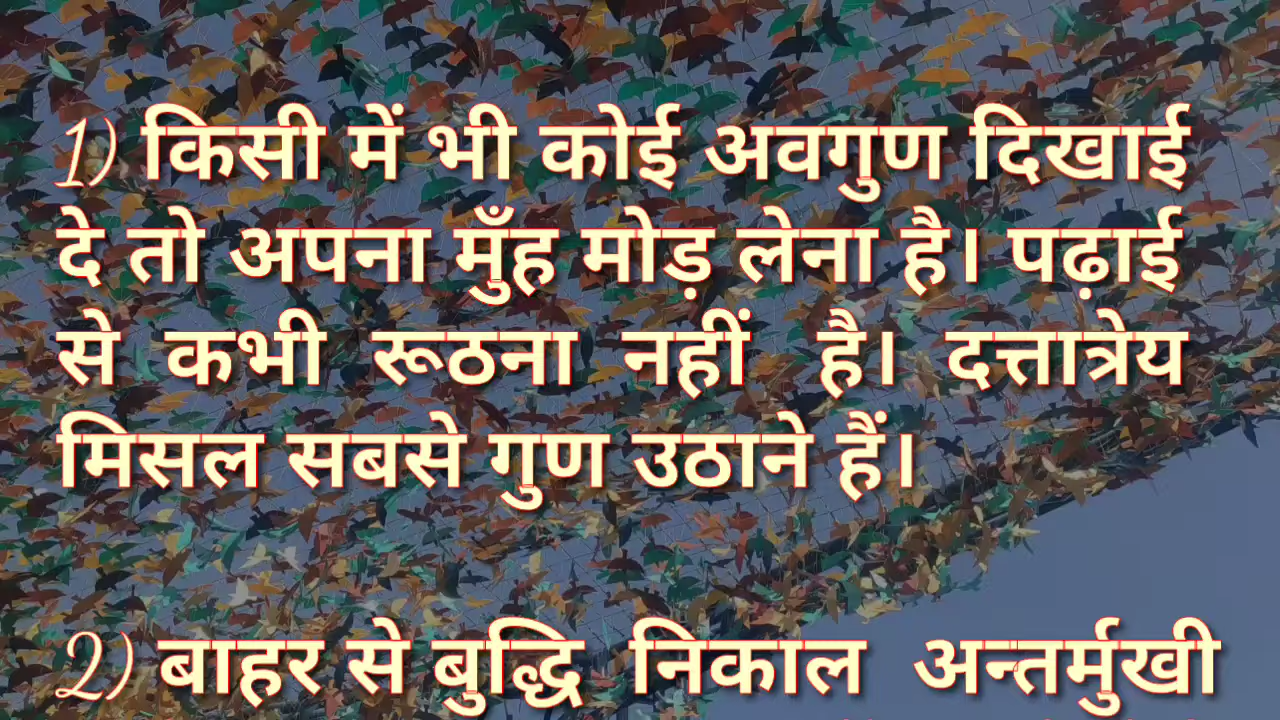 1) किसी में भी कोई अवगुण दिखाई
दे तो अपना मुँह मोड़ लेना है। पढ़ाई
से कभी रूठना नहीं है। दत्तात्रेय
मिसल सबसे गुण उठाने हैं।
2) बाहर से बुद्धि निकाल अन्तर्मुखी